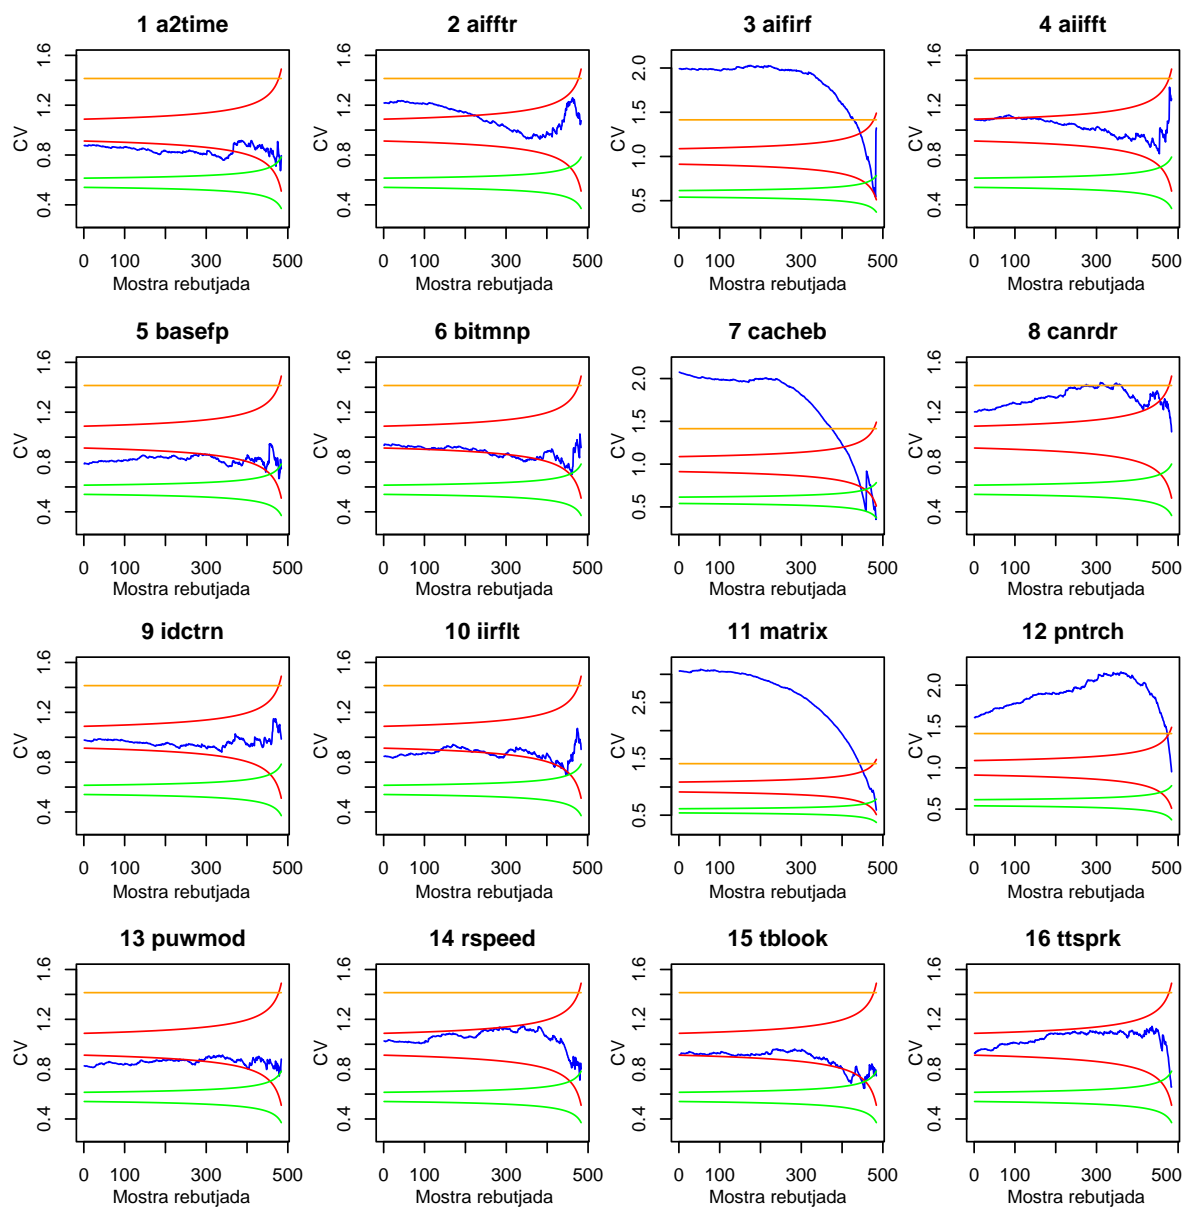 1 a2time
2 aifftr
3 aifirf
4 aiifft
CV
0.4 0.8 1.2 1.6
CV
0.4 0.8 1.2 1.6
CV
0.5 1.0 1.5 2.0
CV
0.4 0.8 1.2 1.6
0 100 300 500
0 100 300 500
0 100 300 500
0 100 300 500
Mostra rebutjada
Mostra rebutjada
Mostra rebutjada
Mostra rebutjada
5 basefp
6 bitmnp
7 cacheb
8 canrdr
CV
0.4 0.8 1.2 1.6
CV
0.4 0.8 1.2 1.6
CV
0.5 1.0 1.5 2.0
CV
0.4 0.8 1.2 1.6
0 100 300 500
0 100 300 500
0 100 300 500
0 100 300 500
Mostra rebutjada
Mostra rebutjada
Mostra rebutjada
Mostra rebutjada
9 idctrn
10 iirflt
11 matrix
12 pntrch
CV
0.4 0.8 1.2 1.6
CV
0.4 0.8 1.2 1.6
CV
0.5 1.5 2.5
CV
0.5 1.0 1.5 2.0
0 100 300 500
0 100 300 500
0 100 300 500
0 100 300 500
Mostra rebutjada
Mostra rebutjada
Mostra rebutjada
Mostra rebutjada
13 puwmod
14 rspeed
15 tblook
16 ttsprk
CV
0.4 0.8 1.2 1.6
CV
0.4 0.8 1.2 1.6
CV
0.4 0.8 1.2 1.6
CV
0.4 0.8 1.2 1.6
0 100 300 500
0 100 300 500
0 100 300 500
0 100 300 500
Mostra rebutjada
Mostra rebutjada
Mostra rebutjada
Mostra rebutjada